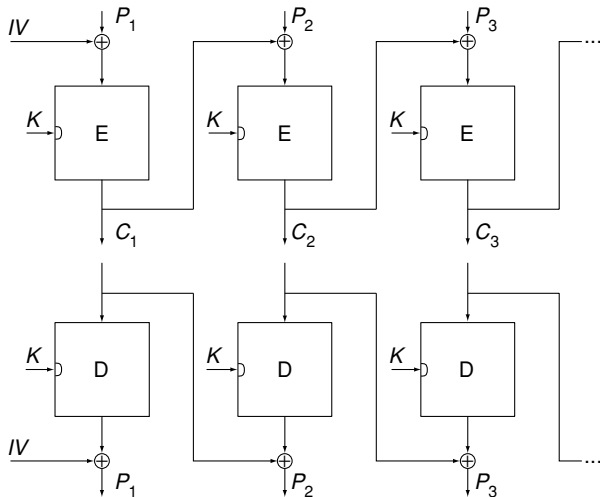 P1 P2 P3
IV ...
K E K E K E
C1 C2 C3
K D K D K D
IV ...
P1 P2 P3